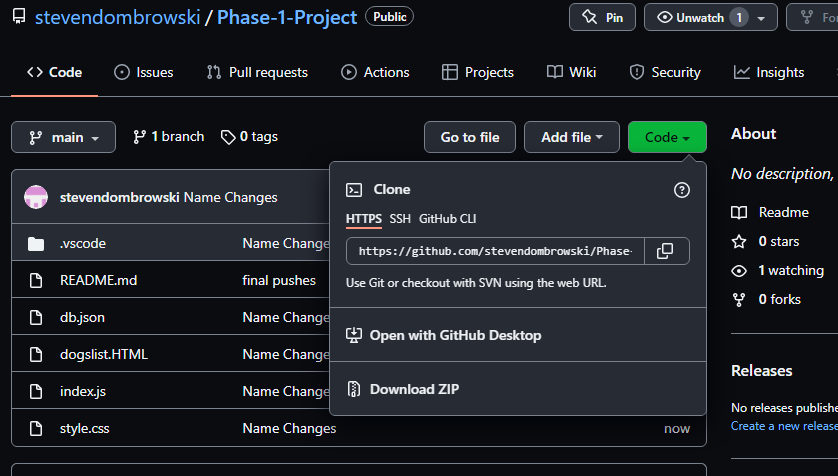 stevendombrowski / Phase-1-Project Public Pin Unwatch 1
Code Issues Pull requests Actions Projects Wiki Security Insights
main 1 branch 0 tags Go to file Add file Code
stevendombrowski Name Changes
.vscode Name Change
README.md final pushes
db.json Name Change
dogslist.HTML Name Change
index.js Name Change
style.css Name Changes now
Clone
HTTPS SSH GitHub CLI
https://github.com/stevendombrowski/Phase-
Use Git or checkout with SVN using the web URL.
Open with GitHub Desktop
Download ZIP
About
No description,
Readme
0 stars
1 watching
0 forks
Releases
No releases publishe
Create a new release